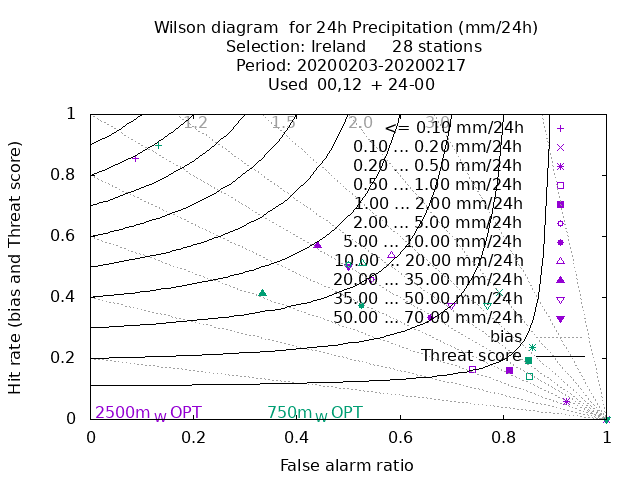 Wilson diagram  for 24h Precipitation (mm/24h)
Selection: Ireland     28 stations
Period: 20200203-20200217
Used  00,12  + 24-00
Hit rate (bias and Threat score)
1
0.8
0.6
0.4
0.2
0
1.2
1.5
2.0
3.0
<= 0.10 mm/24h
0.10 ... 0.20 mm/24h
0.20 ... 0.50 mm/24h
0.50 ... 1.00 mm/24h
1.00 ... 2.00 mm/24h
2.00 ... 5.00 mm/24h
5.00 ... 10.00 mm/24h
10.00 ... 20.00 mm/24h
20.00 ... 35.00 mm/24h
35.00 ... 50.00 mm/24h
50.00 ... 70.00 mm/24h
bias
Threat score
2500mWOPT
750mWOPT
0
0.2
0.4
0.6
0.8
1
False alarm ratio